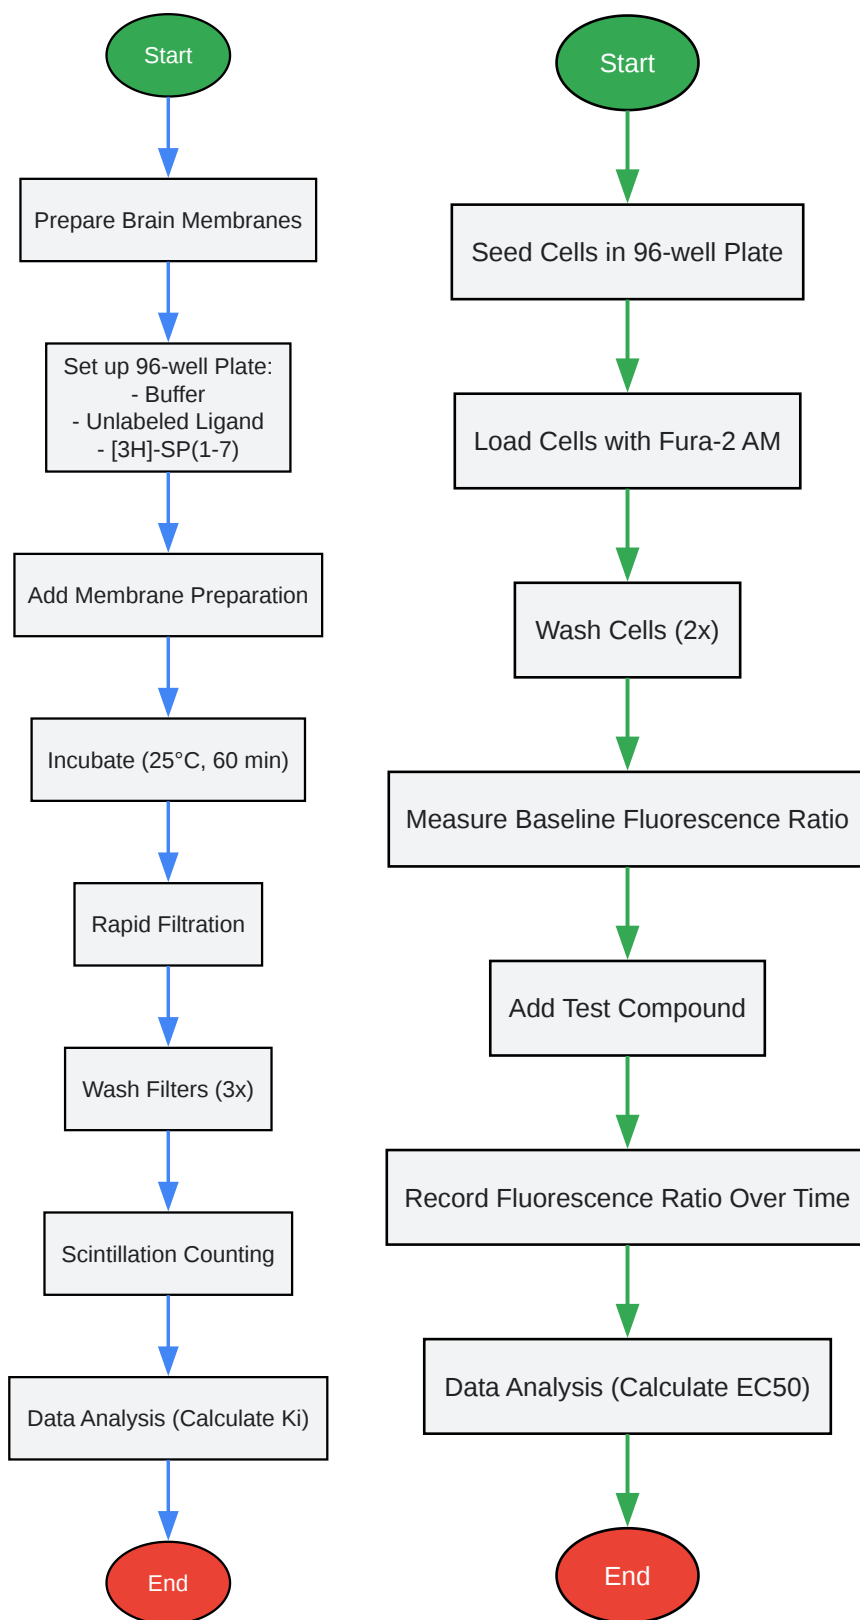 Start
Prepare Brain Membranes
Set up 96-well Plate:
- Buffer
- Unlabeled Ligand
- [3H]-SP(1-7)
Add Membrane Preparation
Incubate (25°C, 60 min)
Rapid Filtration
Wash Filters (3x)
Scintillation Counting
Data Analysis (Calculate Ki)
End
Start
Seed Cells in 96-well Plate
Load Cells with Fura-2 AM
Wash Cells (2x)
Measure Baseline Fluorescence Ratio
Add Test Compound
Record Fluorescence Ratio Over Time
Data Analysis (Calculate EC50)
End